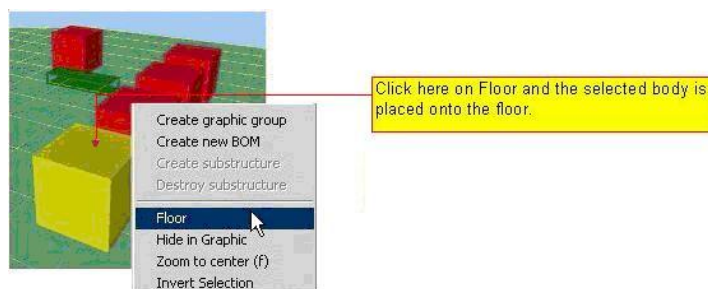 Click here on Floor and the selected body is
placed onto the floor.
Create graphic group
Create new BOM
Create substructure
Destroy substructure
Floor
Hide in Graphic
Zoom to center (f)
Invert Selection